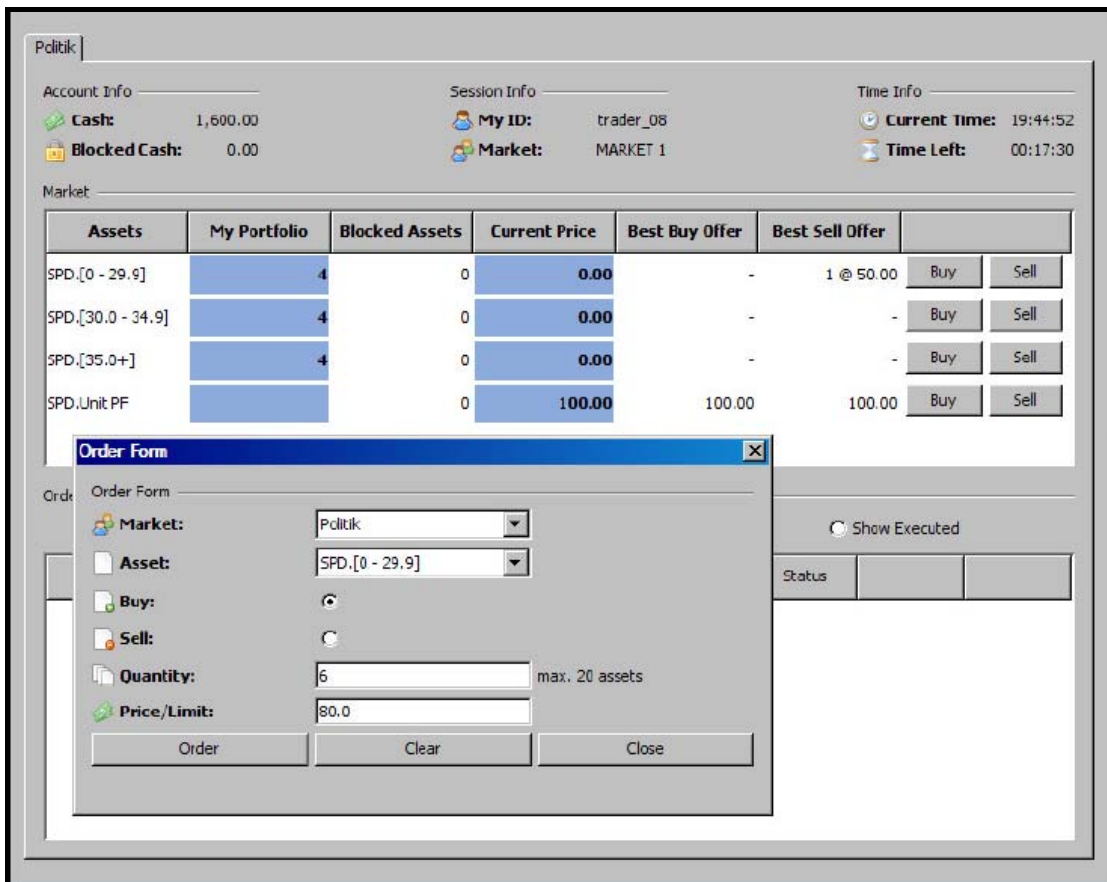 Politik
Account Info Session Info Time Info
Cash: 1,600.00 My ID: trader_08 Current Time: 19:44:52
Blocked Cash: 0.00 Market: MARKET 1 Time Left: 00:17:30
Market
Assets My Portfolio Blocked Assets Current Price Best Buy Offer Best Sell Offer
SPD.[0 - 29.9] 4 0 0.00 - 1 @ 50.00 Buy Sell
SPD.[30.0 - 34.9] 4 0 0.00 - - Buy Sell
SPD.[35.0+] 4 0 0.00 - - Buy Sell
SPD.Unit PF 0 100.00 100.00 100.00 Buy Sell
Order Form
Order Form
Market: Politik
Show Executed
Asset: SPD.[0 - 29.9]
Status
Buy:
Sell:
Quantity: 6 max. 20 assets
Price/Limit: 80.0
Order Clear Close